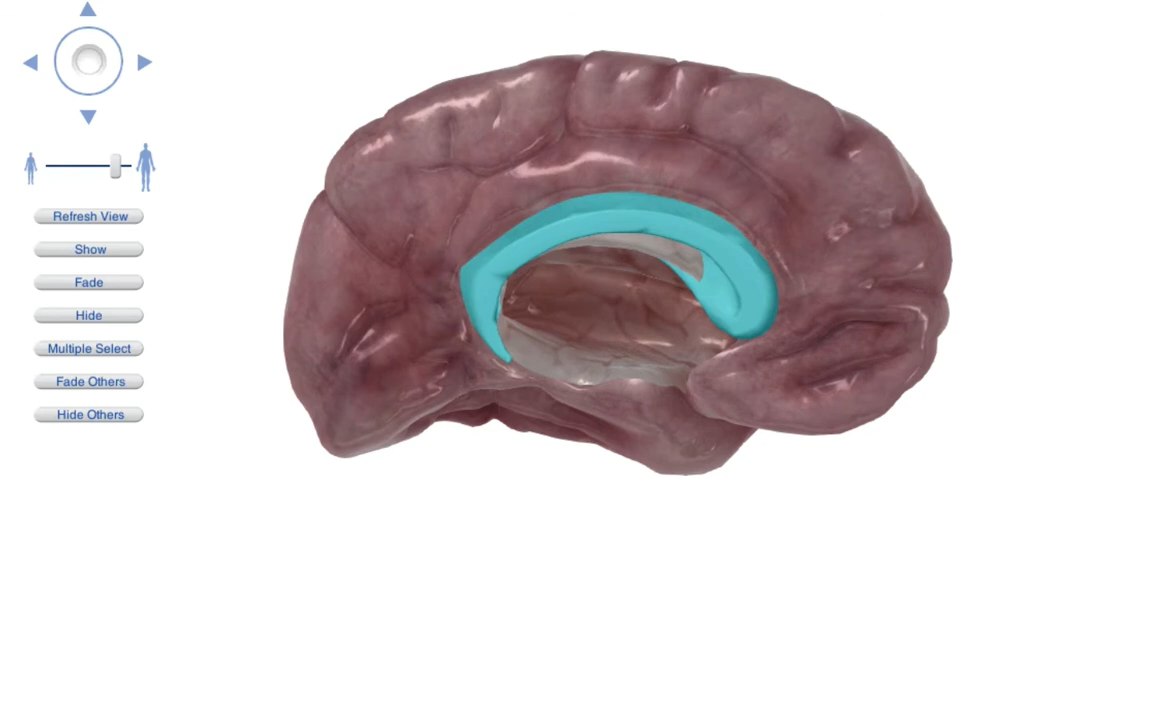 Refresh View
Show
Fade
Hide
Multiple Select
Fade Others
Hide Others